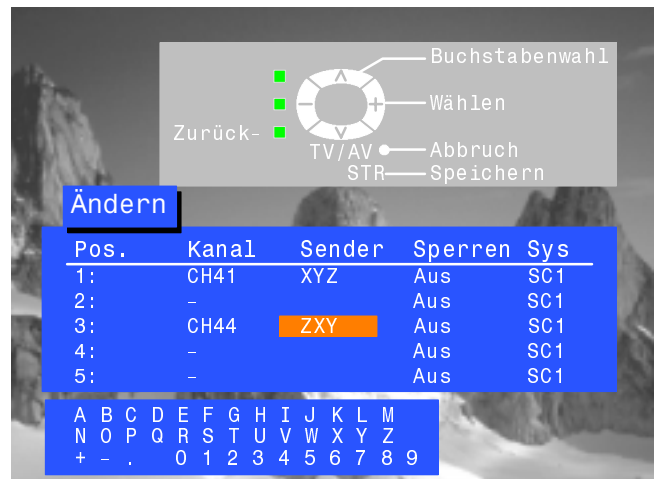 Buchstabenwahl
Wählen
Zurück-
TV/AV Abbruch
STR Speichern
Ändern
Pos. Kanal Sender Sperren Sys
1: CH41 XYZ Aus SC1
2: - Aus SC1
3: CH44 ZXY Aus SC1
4: - Aus SC1
5: - Aus SC1
A B C D E F G H I J K L M
N O P Q R S T U V W X Y Z
+ - . 0 1 2 3 4 5 6 7 8 9